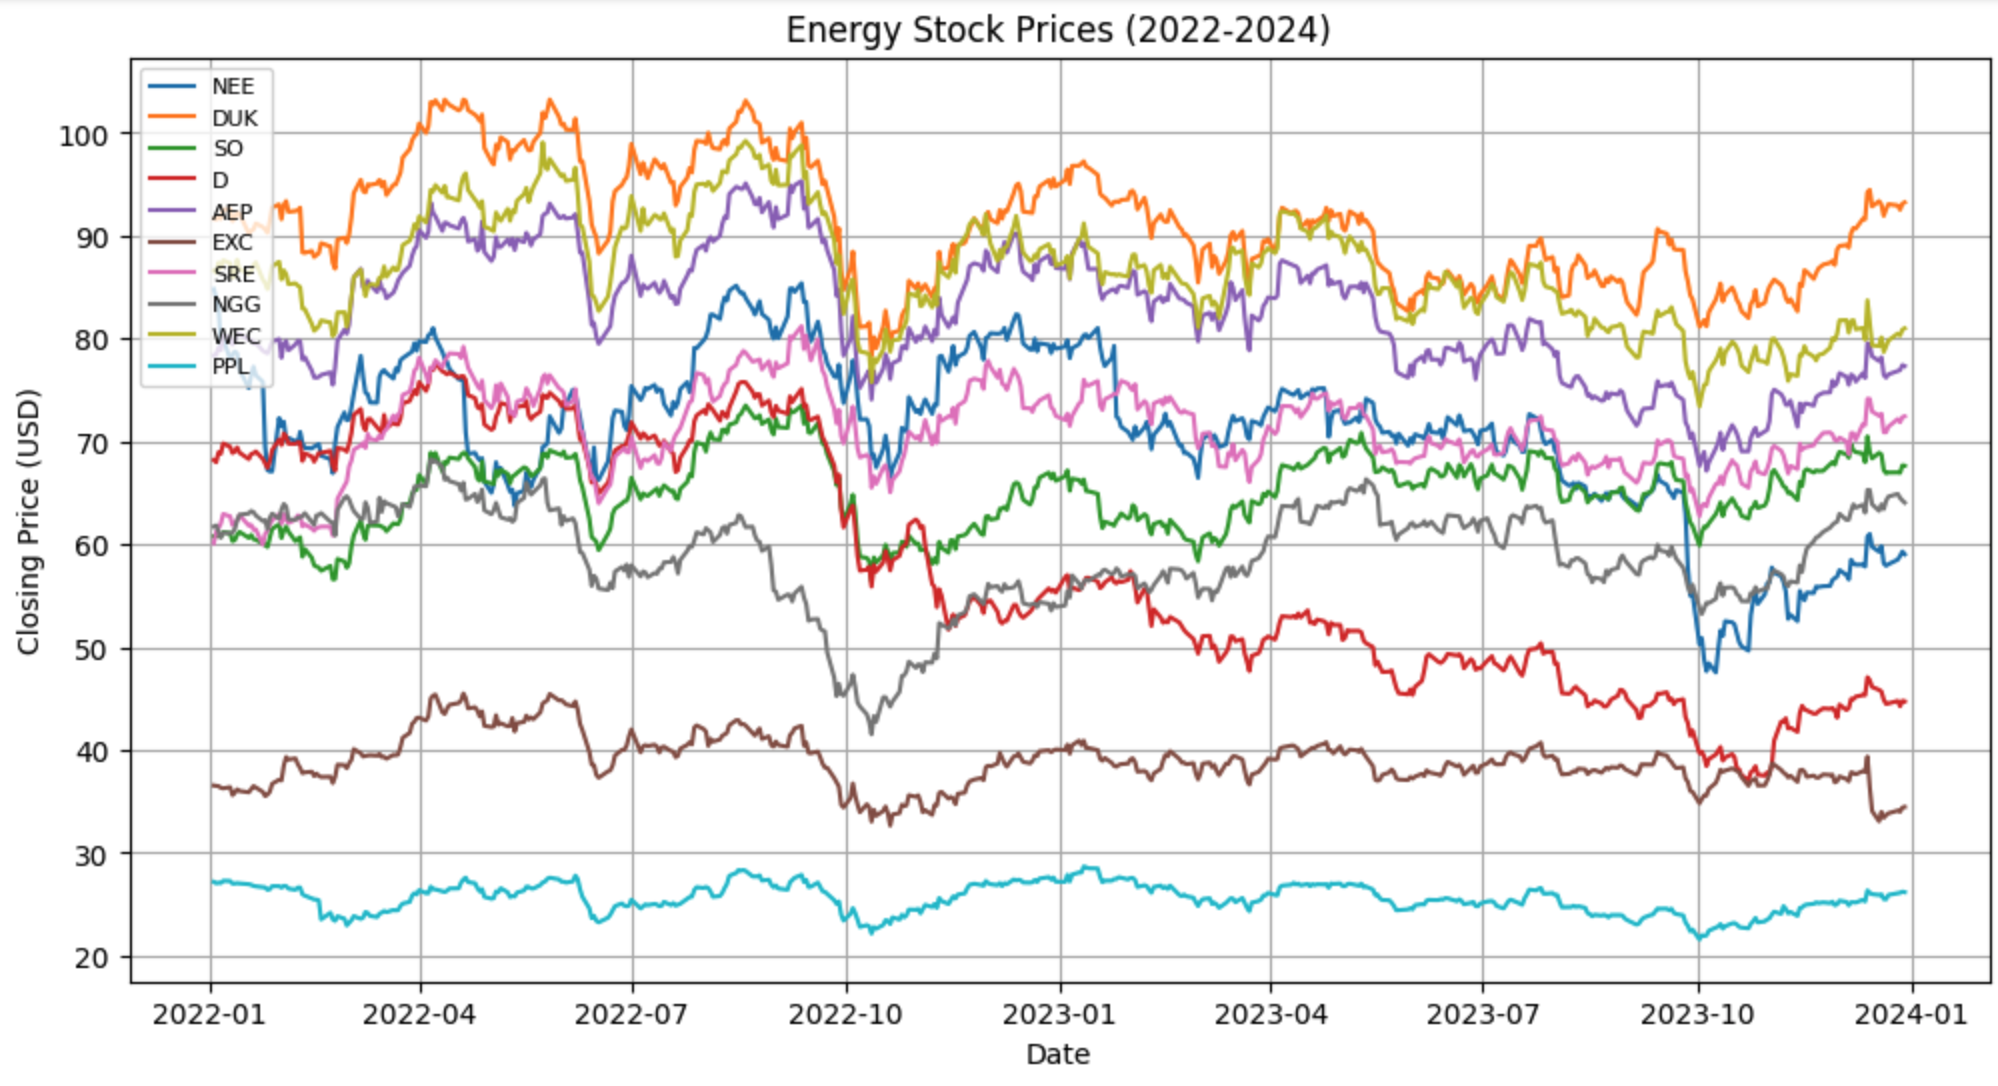 Energy Stock Prices (2022-2024)
NEE
DUK
SO
D
AEP
EXC
SRE
NGG
WEC
PPL
100
90
80
70
60
50
40
30
20
Closing Price (USD)
2022-01 2022-04 2022-07 2022-10 2023-01 2023-04 2023-07 2023-10 2024-01
Date